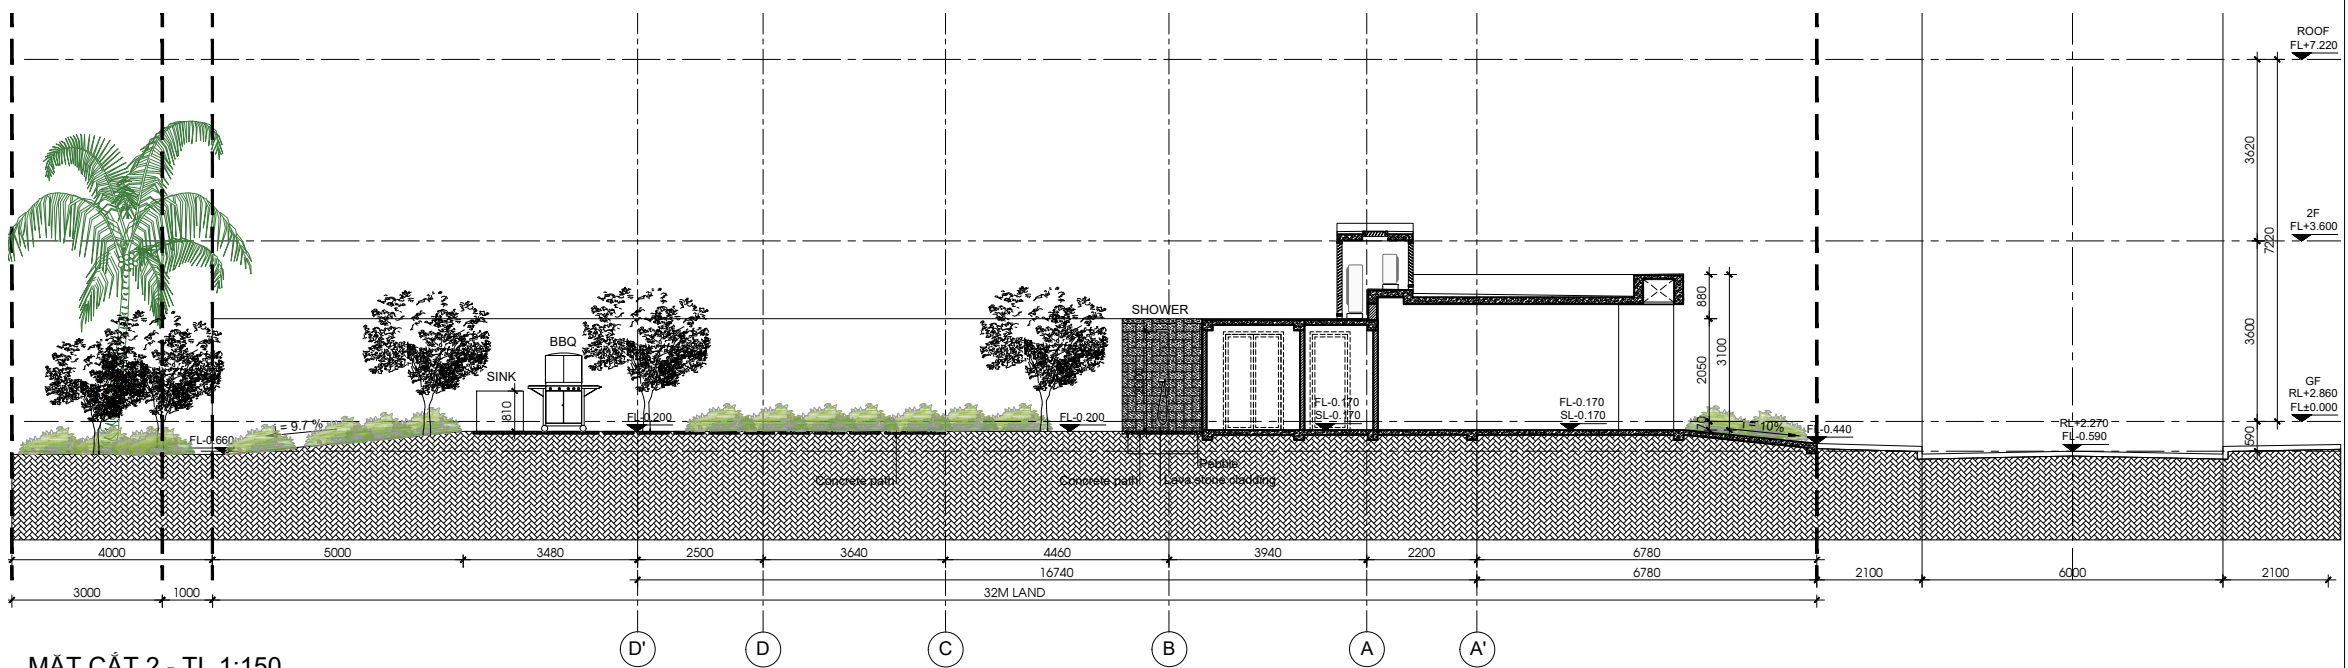 ROOF
FL+7.220
3620
2F
FL+3.600
7220
3600
GF
RL+2.860
FL±0.000
590
SHOWER
BBQ
SINK
810
880
2050
3100
170
FL-0.660
i = 9.7 %
FL-0.200
FL-0.200
FL-0.170
SL-0.170
FL-0.170
SL-0.170
i = 10%
FL-0.440
RL+2.270
FL-0.590
Pebble
Concrete path
Concrete path
Lava stone cladding
4000
5000
3480
2500
3640
4460
3940
2200
6780
16740
6780
2100
6000
2100
3000
1000
32M LAND
D'
D
C
B
A
A'
MẶT CẮT 2 - TL 1:150